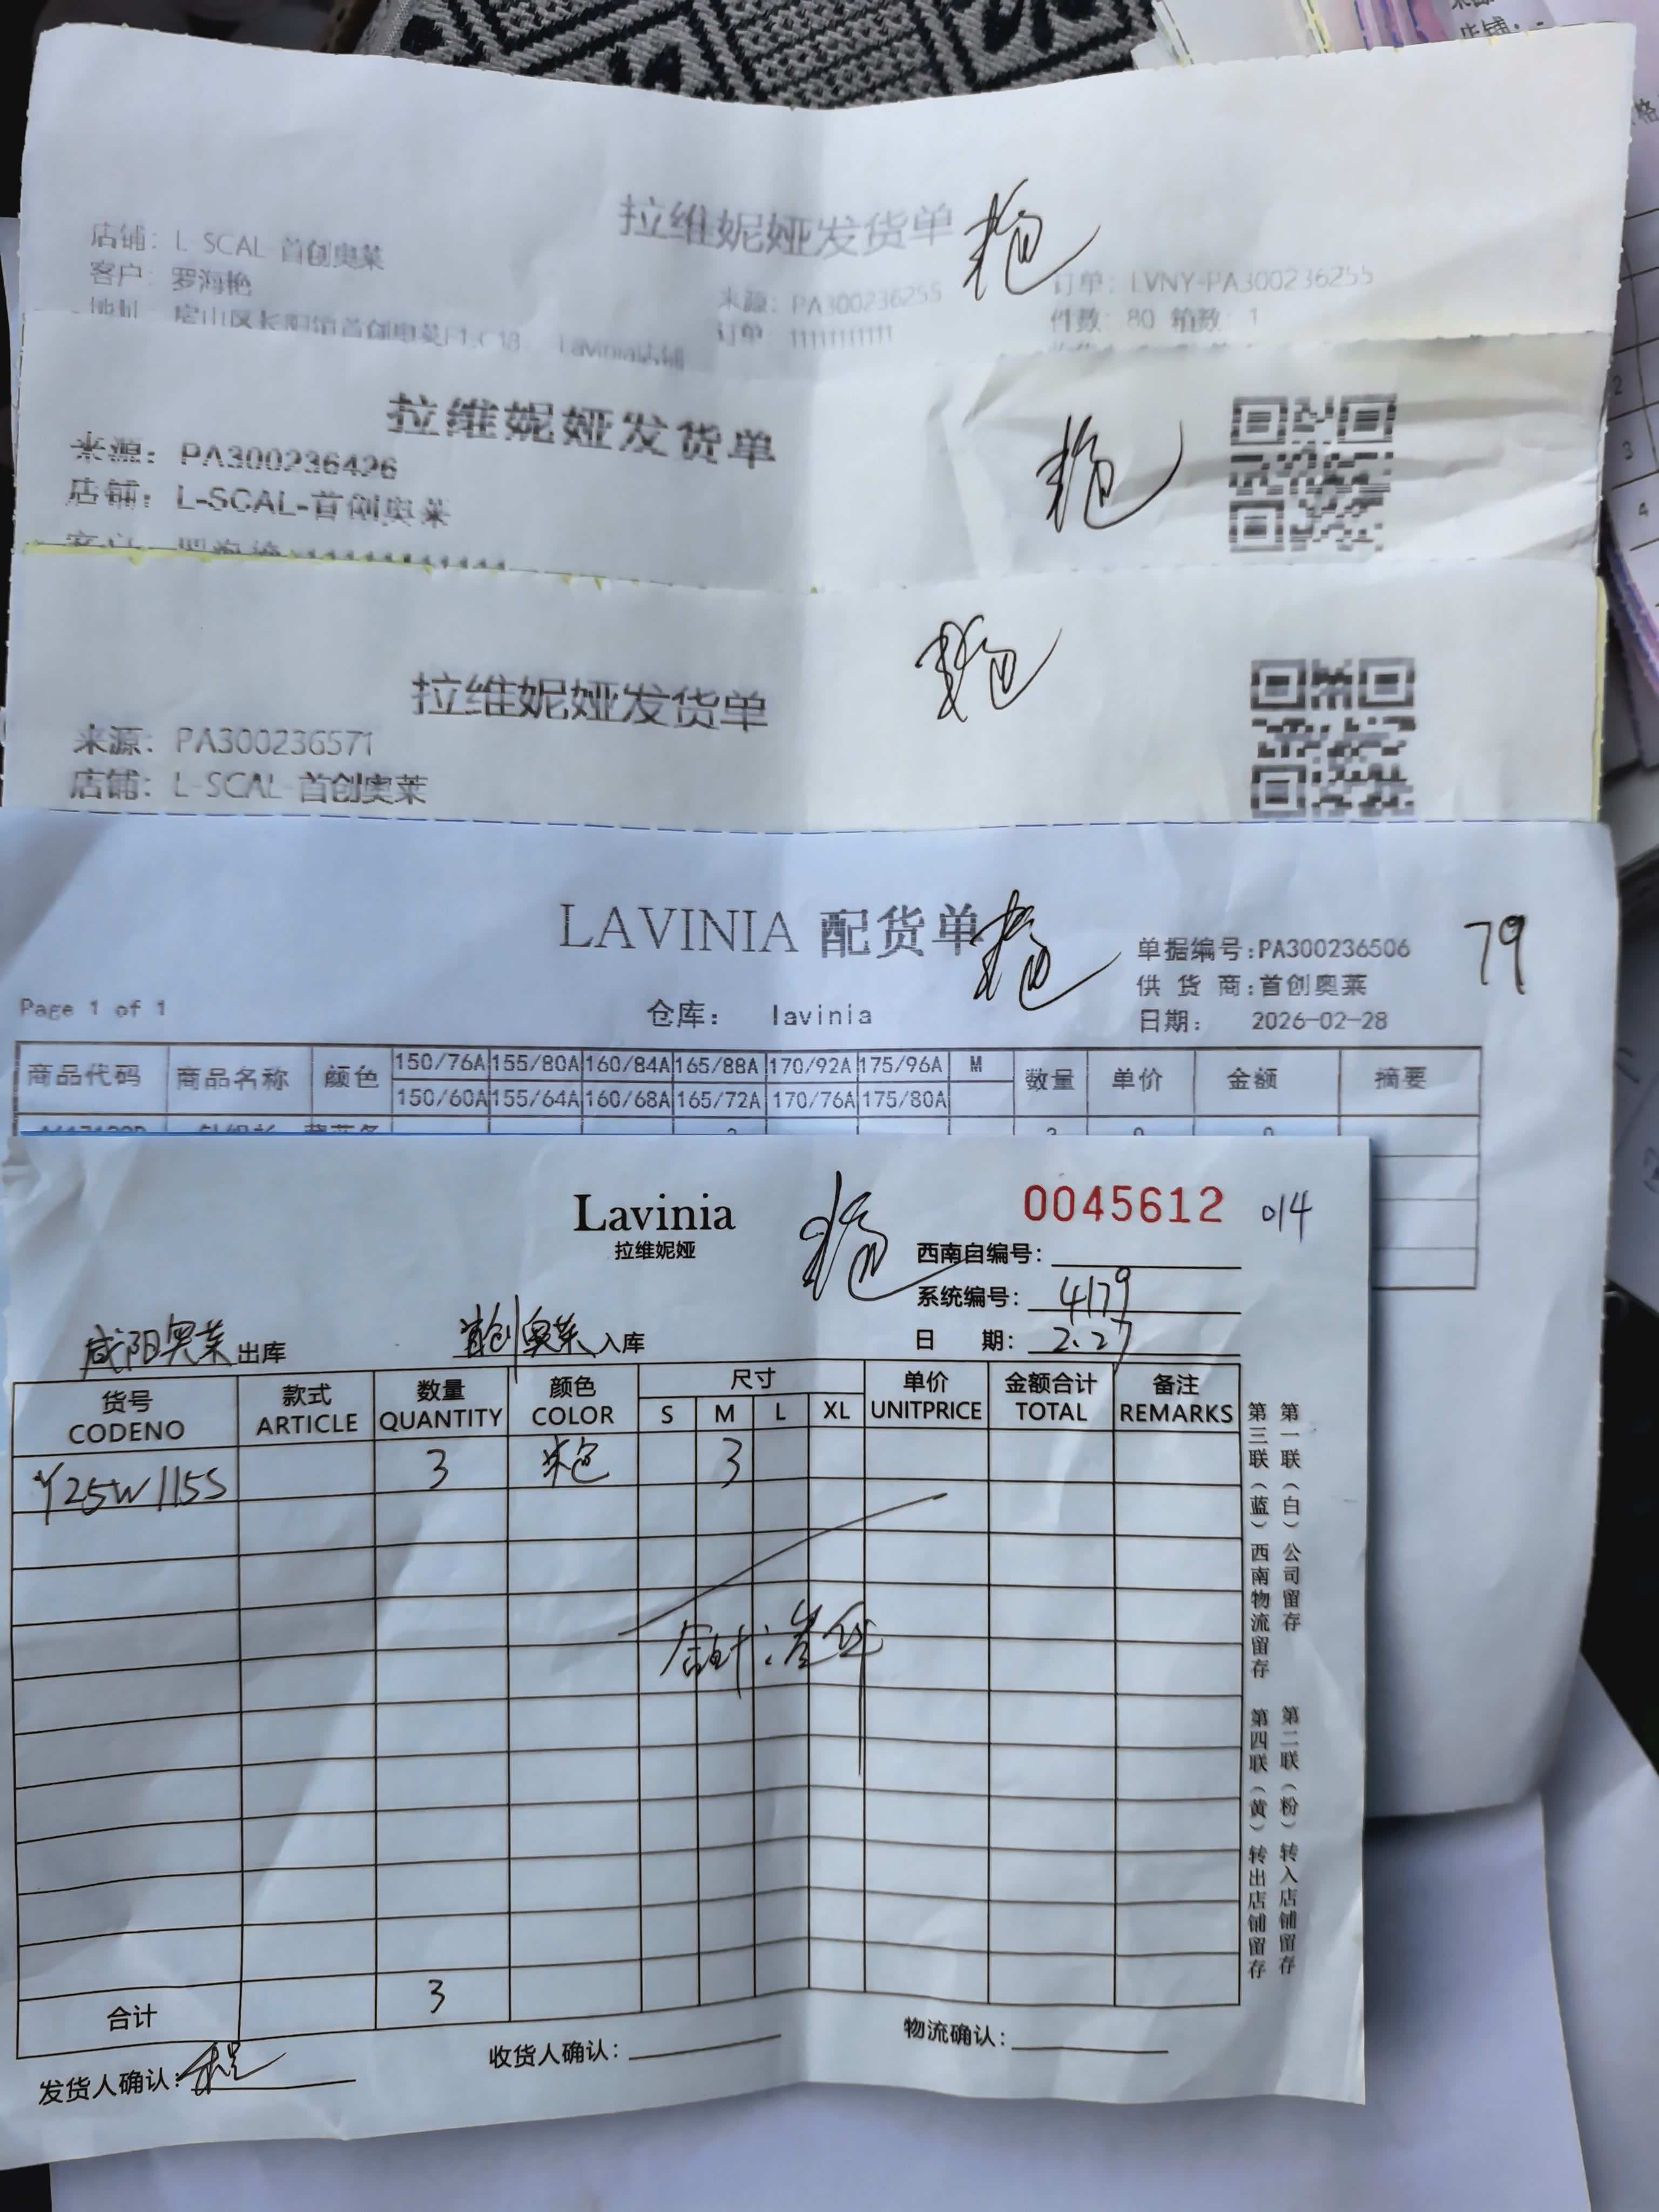 拉维妮娅发货单
店铺: L-SCAL-首创奥莱
客户: 罗海艳
来源: PA300236255
订单: 11111111111
订单: LVNY-PA300236255
件数: 80 箱数: 1
拉维妮娅发货单
来源: PA300236426
店铺: L-SCAL-首创奥莱
拉维妮娅发货单
来源: PA300236571
店铺: L-SCAL-首创奥莱
LAVINIA 配货单
79
单据编号:PA300236506
供 货 商:首创奥莱
日期: 2026-02-28
Page 1 of 1
仓库: lavinia
商品代码 商品名称 颜色 150/76A 155/80A 160/84A 165/88A 170/92A 175/96A M 数量 单价 金额 摘要
150/60A 155/64A 160/68A 165/72A 170/76A 175/80A
Lavinia
拉维妮娅
0045612 014
西南自编号:
系统编号: 4179
日 期: 2.27
咸阳奥莱出库 首创奥莱入库
货号 款式 数量 颜色 尺寸 单价 金额合计 备注
CODENO ARTICLE QUANTITY COLOR S M L XL UNITPRICE TOTAL REMARKS
Y25W115S 3 3
合计 3
发货人确认: 收货人确认: 物流确认:
第一联(白)公司留存 第二联(粉)转入店铺留存
第三联(蓝)西南物流留存 第四联(黄)转出店铺留存